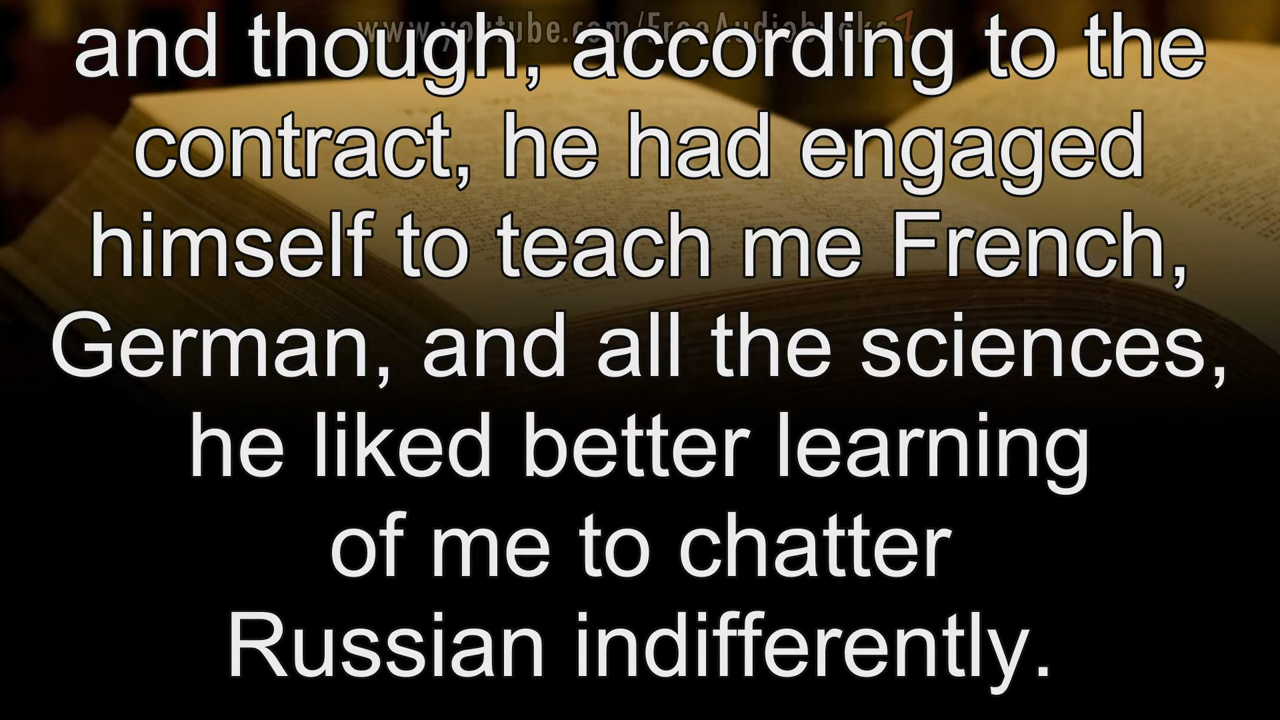 www.youtube.com/FreeAudiobooks1
and though, according to the
contract, he had engaged
himself to teach me French,
German, and all the sciences,
he liked better learning
of me to chatter
Russian indifferently.